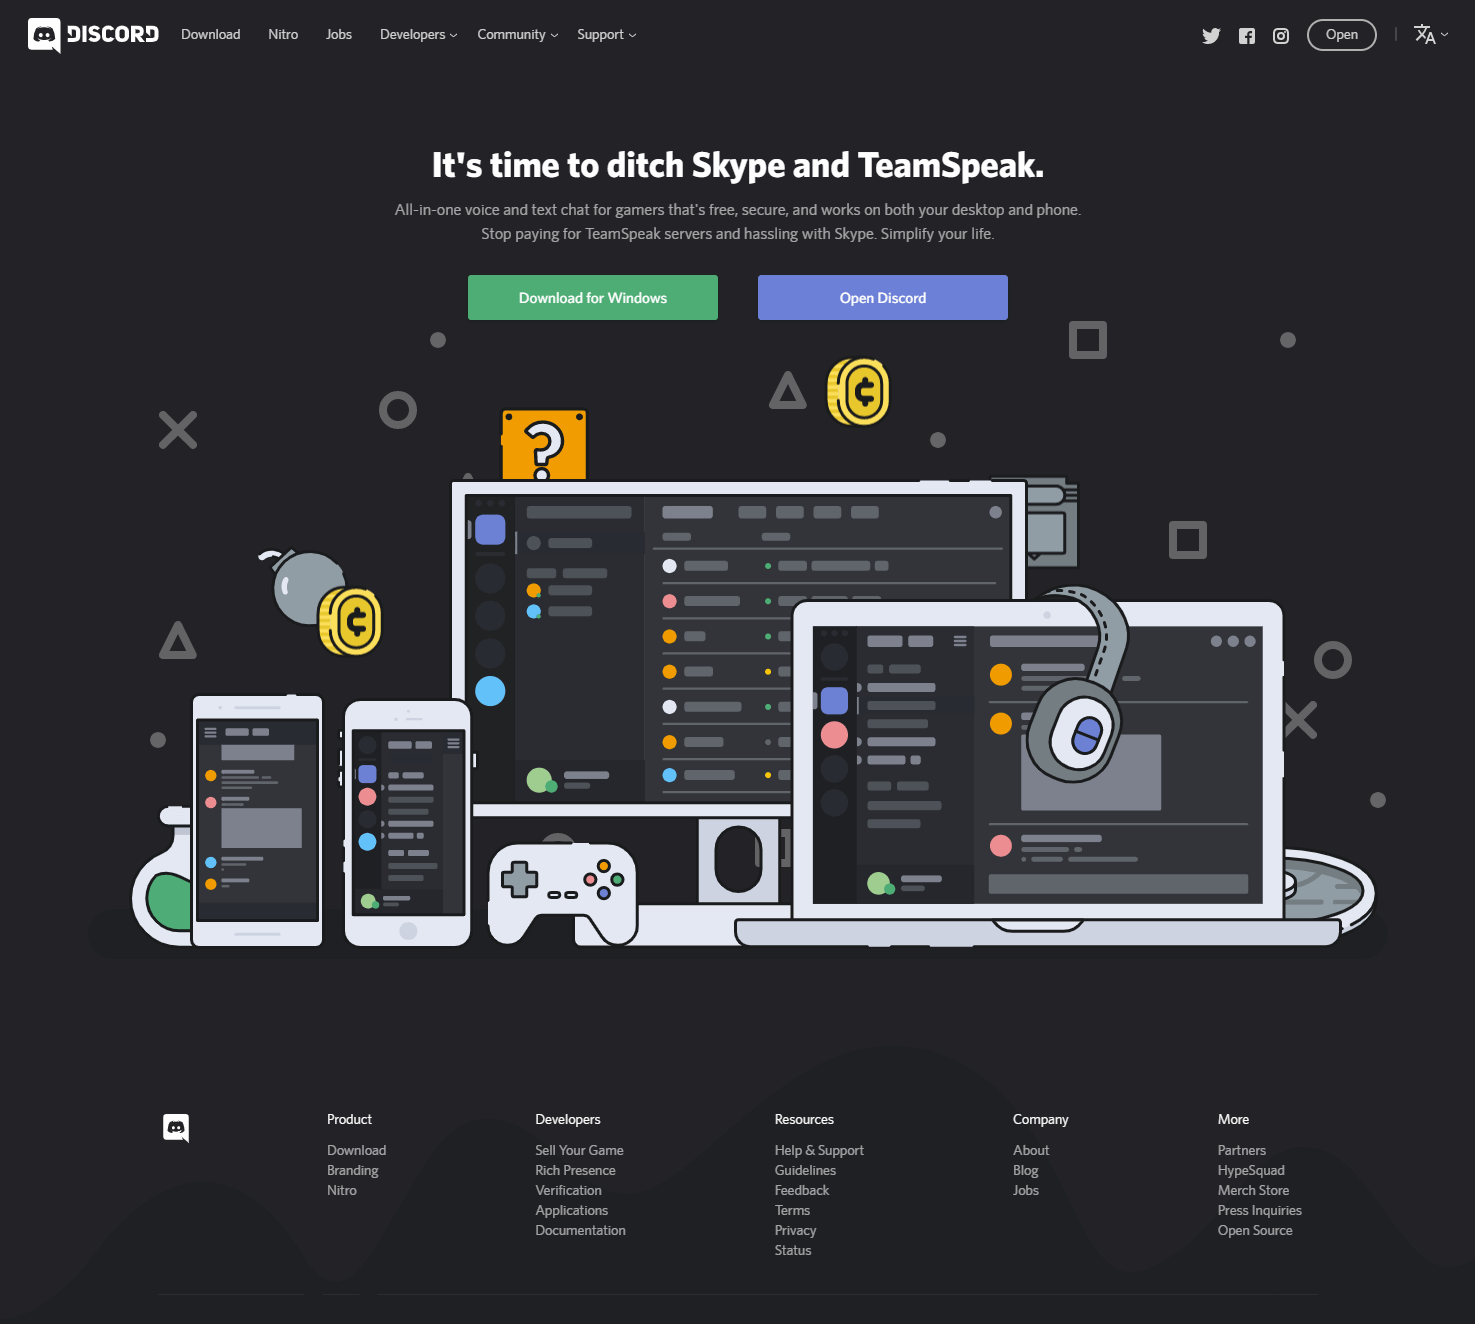 DISCORD Download Nitro Jobs Developers Community Support Open
It's time to ditch Skype and TeamSpeak.
All-in-one voice and text chat for gamers that's free, secure, and works on both your desktop and phone.
Stop paying for TeamSpeak servers and hassling with Skype. Simplify your life.
Download for Windows
Open Discord
?
Product
Download
Branding
Nitro
Developers
Sell Your Game
Rich Presence
Verification
Applications
Documentation
Resources
Help & Support
Guidelines
Feedback
Terms
Privacy
Status
Company
About
Blog
Jobs
More
Partners
HypeSquad
Merch Store
Press Inquiries
Open Source